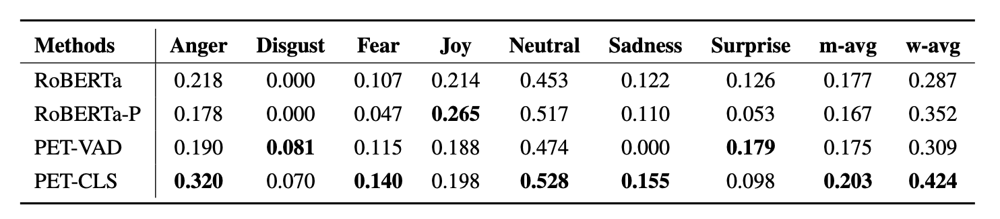 Methods Anger Disgust Fear Joy Neutral Sadness Surprise m-avg w-avg
RoBERTa 0.218 0.000 0.107 0.214 0.453 0.122 0.126 0.177 0.287
RoBERTa-P 0.178 0.000 0.047 0.265 0.517 0.110 0.053 0.167 0.352
PET-VAD 0.190 0.081 0.115 0.188 0.474 0.000 0.179 0.175 0.309
PET-CLS 0.320 0.070 0.140 0.198 0.528 0.155 0.098 0.203 0.424